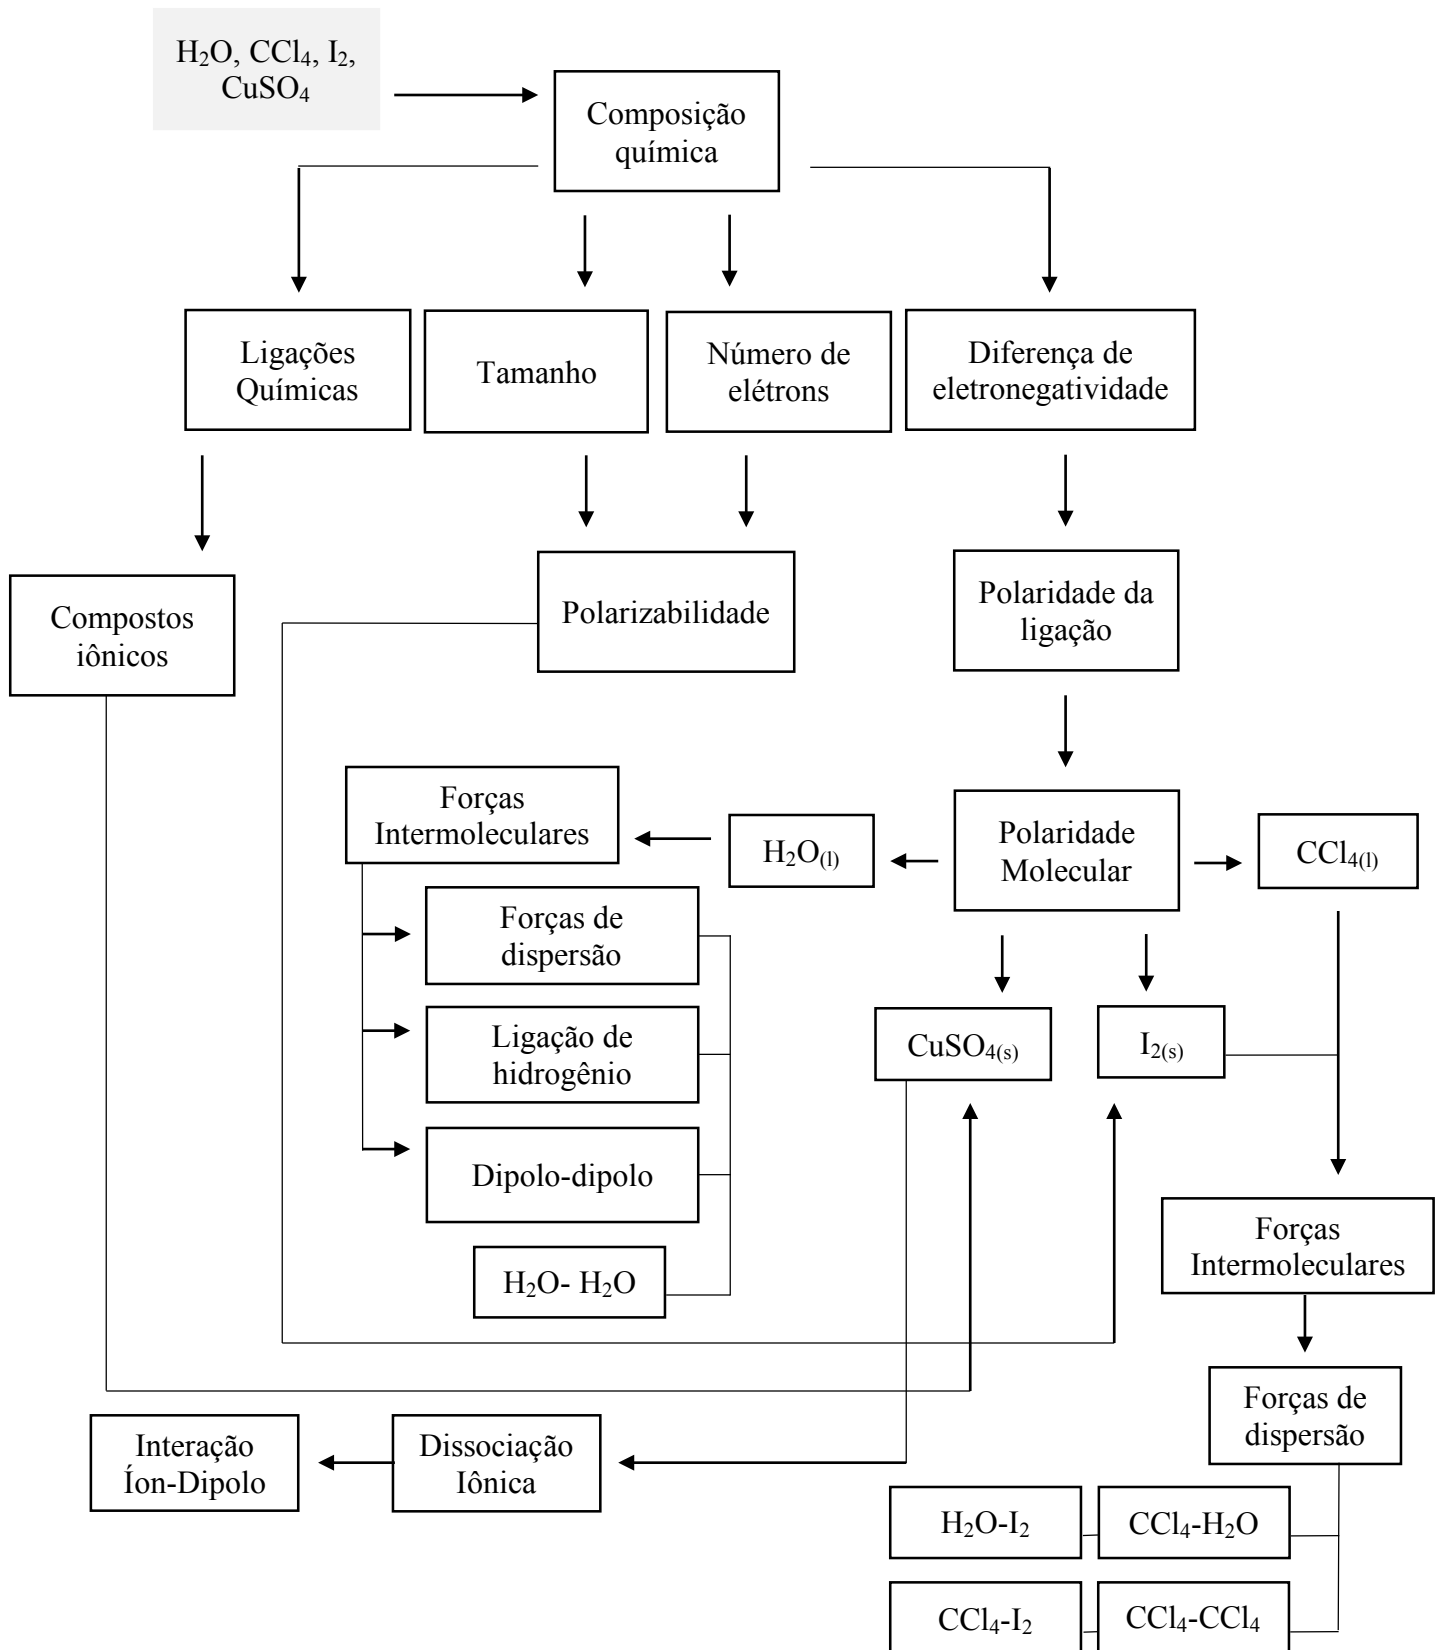 H₂O, CCl₄, I₂,
CuSO₄
Composição
química
Ligações
Químicas
Tamanho
Número de
elétrons
Diferença de
eletronegatividade
Compostos
iônicos
Polarizabilidade
Polaridade da
ligação
Forças
Intermoleculares
H₂O(l)
Polaridade
Molecular
CCl₄(l)
Forças de
dispersão
Ligação de
hidrogênio
CuSO₄(s)
I₂(s)
Dipolo-dipolo
H₂O- H₂O
Forças
Intermoleculares
Forças de
dispersão
Interação
Íon-Dipolo
Dissociação
Iônica
H₂O-I₂
CCl₄-H₂O
CCl₄-I₂
CCl₄-CCl₄